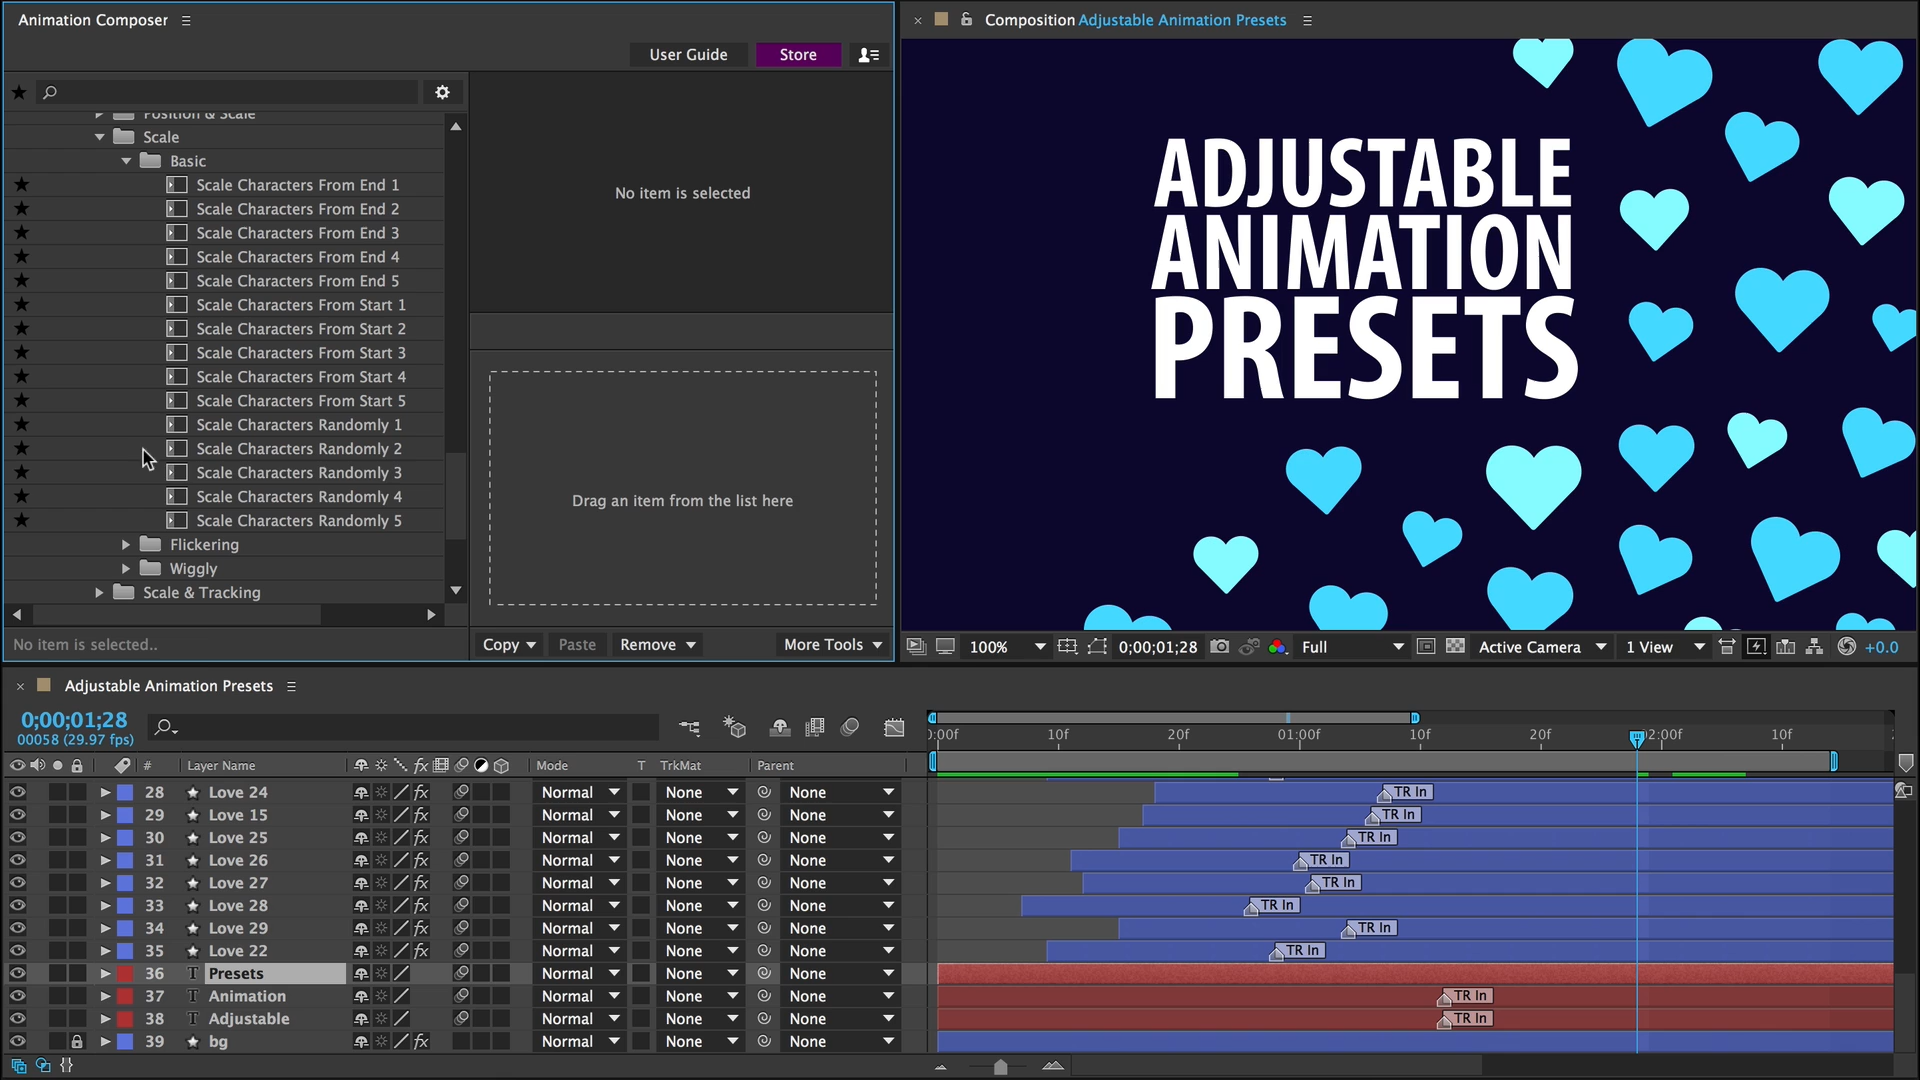 Animation Composer
User Guide
Store
Position & Scale
Scale
Basic
Scale Characters From End 1
Scale Characters From End 2
Scale Characters From End 3
Scale Characters From End 4
Scale Characters From End 5
Scale Characters From Start 1
Scale Characters From Start 2
Scale Characters From Start 3
Scale Characters From Start 4
Scale Characters From Start 5
Scale Characters Randomly 1
Scale Characters Randomly 2
Scale Characters Randomly 3
Scale Characters Randomly 4
Scale Characters Randomly 5
Flickering
Wiggly
Scale & Tracking
No item is selected..
No item is selected
Drag an item from the list here
Copy Paste Remove More Tools
Composition Adjustable Animation Presets
ADJUSTABLE
ANIMATION
PRESETS
100% 0;00;01;28 Full Active Camera 1 View +0.0
Adjustable Animation Presets
0;00;01;28
00058 (29.97 fps)
:00f 10f 20f 01:00f 10f 20f 02:00f 10f
# Layer Name fx Mode T TrkMat Parent
28 Love 24 fx Normal None None TR In
29 Love 15 fx Normal None None TR In
30 Love 25 fx Normal None None TR In
31 Love 26 fx Normal None None TR In
32 Love 27 fx Normal None None TR In
33 Love 28 fx Normal None None TR In
34 Love 29 fx Normal None None TR In
35 Love 22 fx Normal None None TR In
36 T Presets Normal None None
37 T Animation Normal None None TR In
38 T Adjustable Normal None None TR In
39 bg fx Normal None None